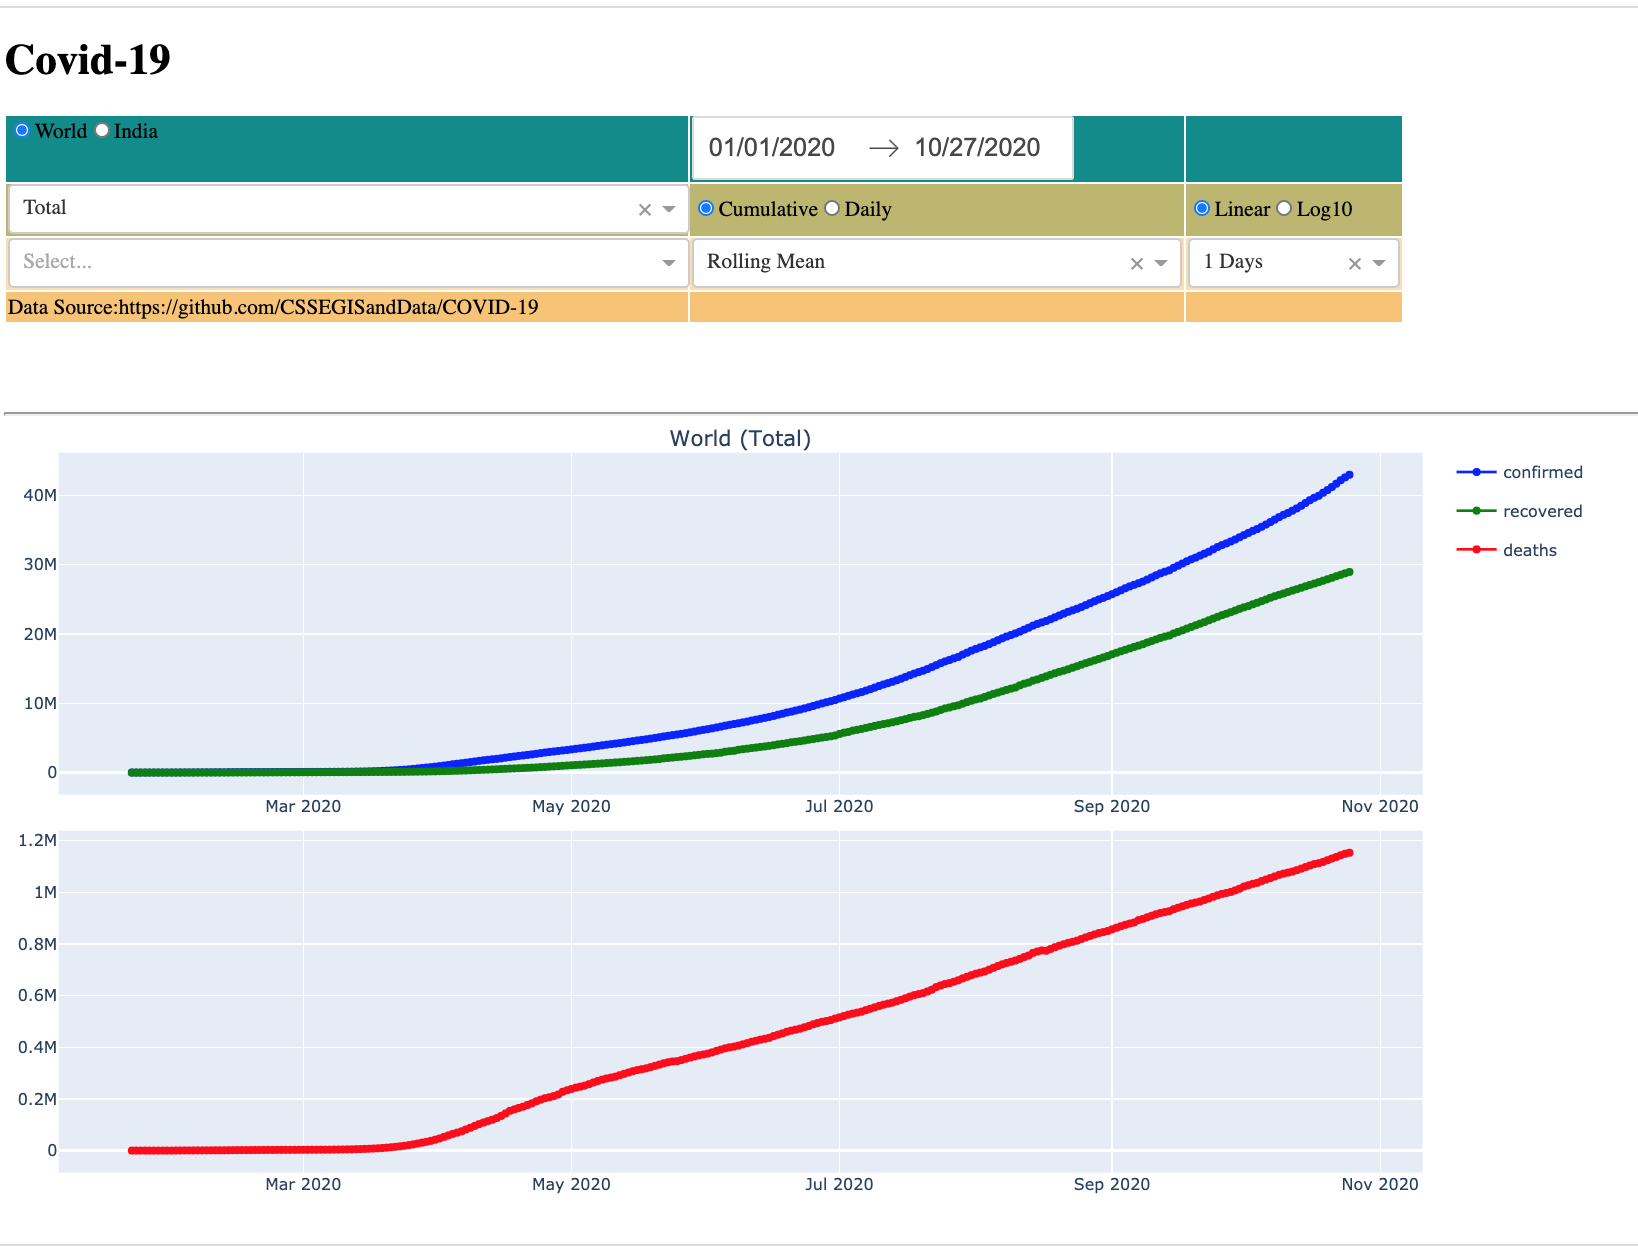 Covid-19
World India
01/01/2020 → 10/27/2020
Total × Cumulative Daily Linear Log10
Select... Rolling Mean × 1 Days ×
Data Source:https://github.com/CSSEGISandData/COVID-19
World (Total)
confirmed
recovered
deaths
40M
30M
20M
10M
0
Mar 2020 May 2020 Jul 2020 Sep 2020 Nov 2020
1.2M
1M
0.8M
0.6M
0.4M
0.2M
0
Mar 2020 May 2020 Jul 2020 Sep 2020 Nov 2020